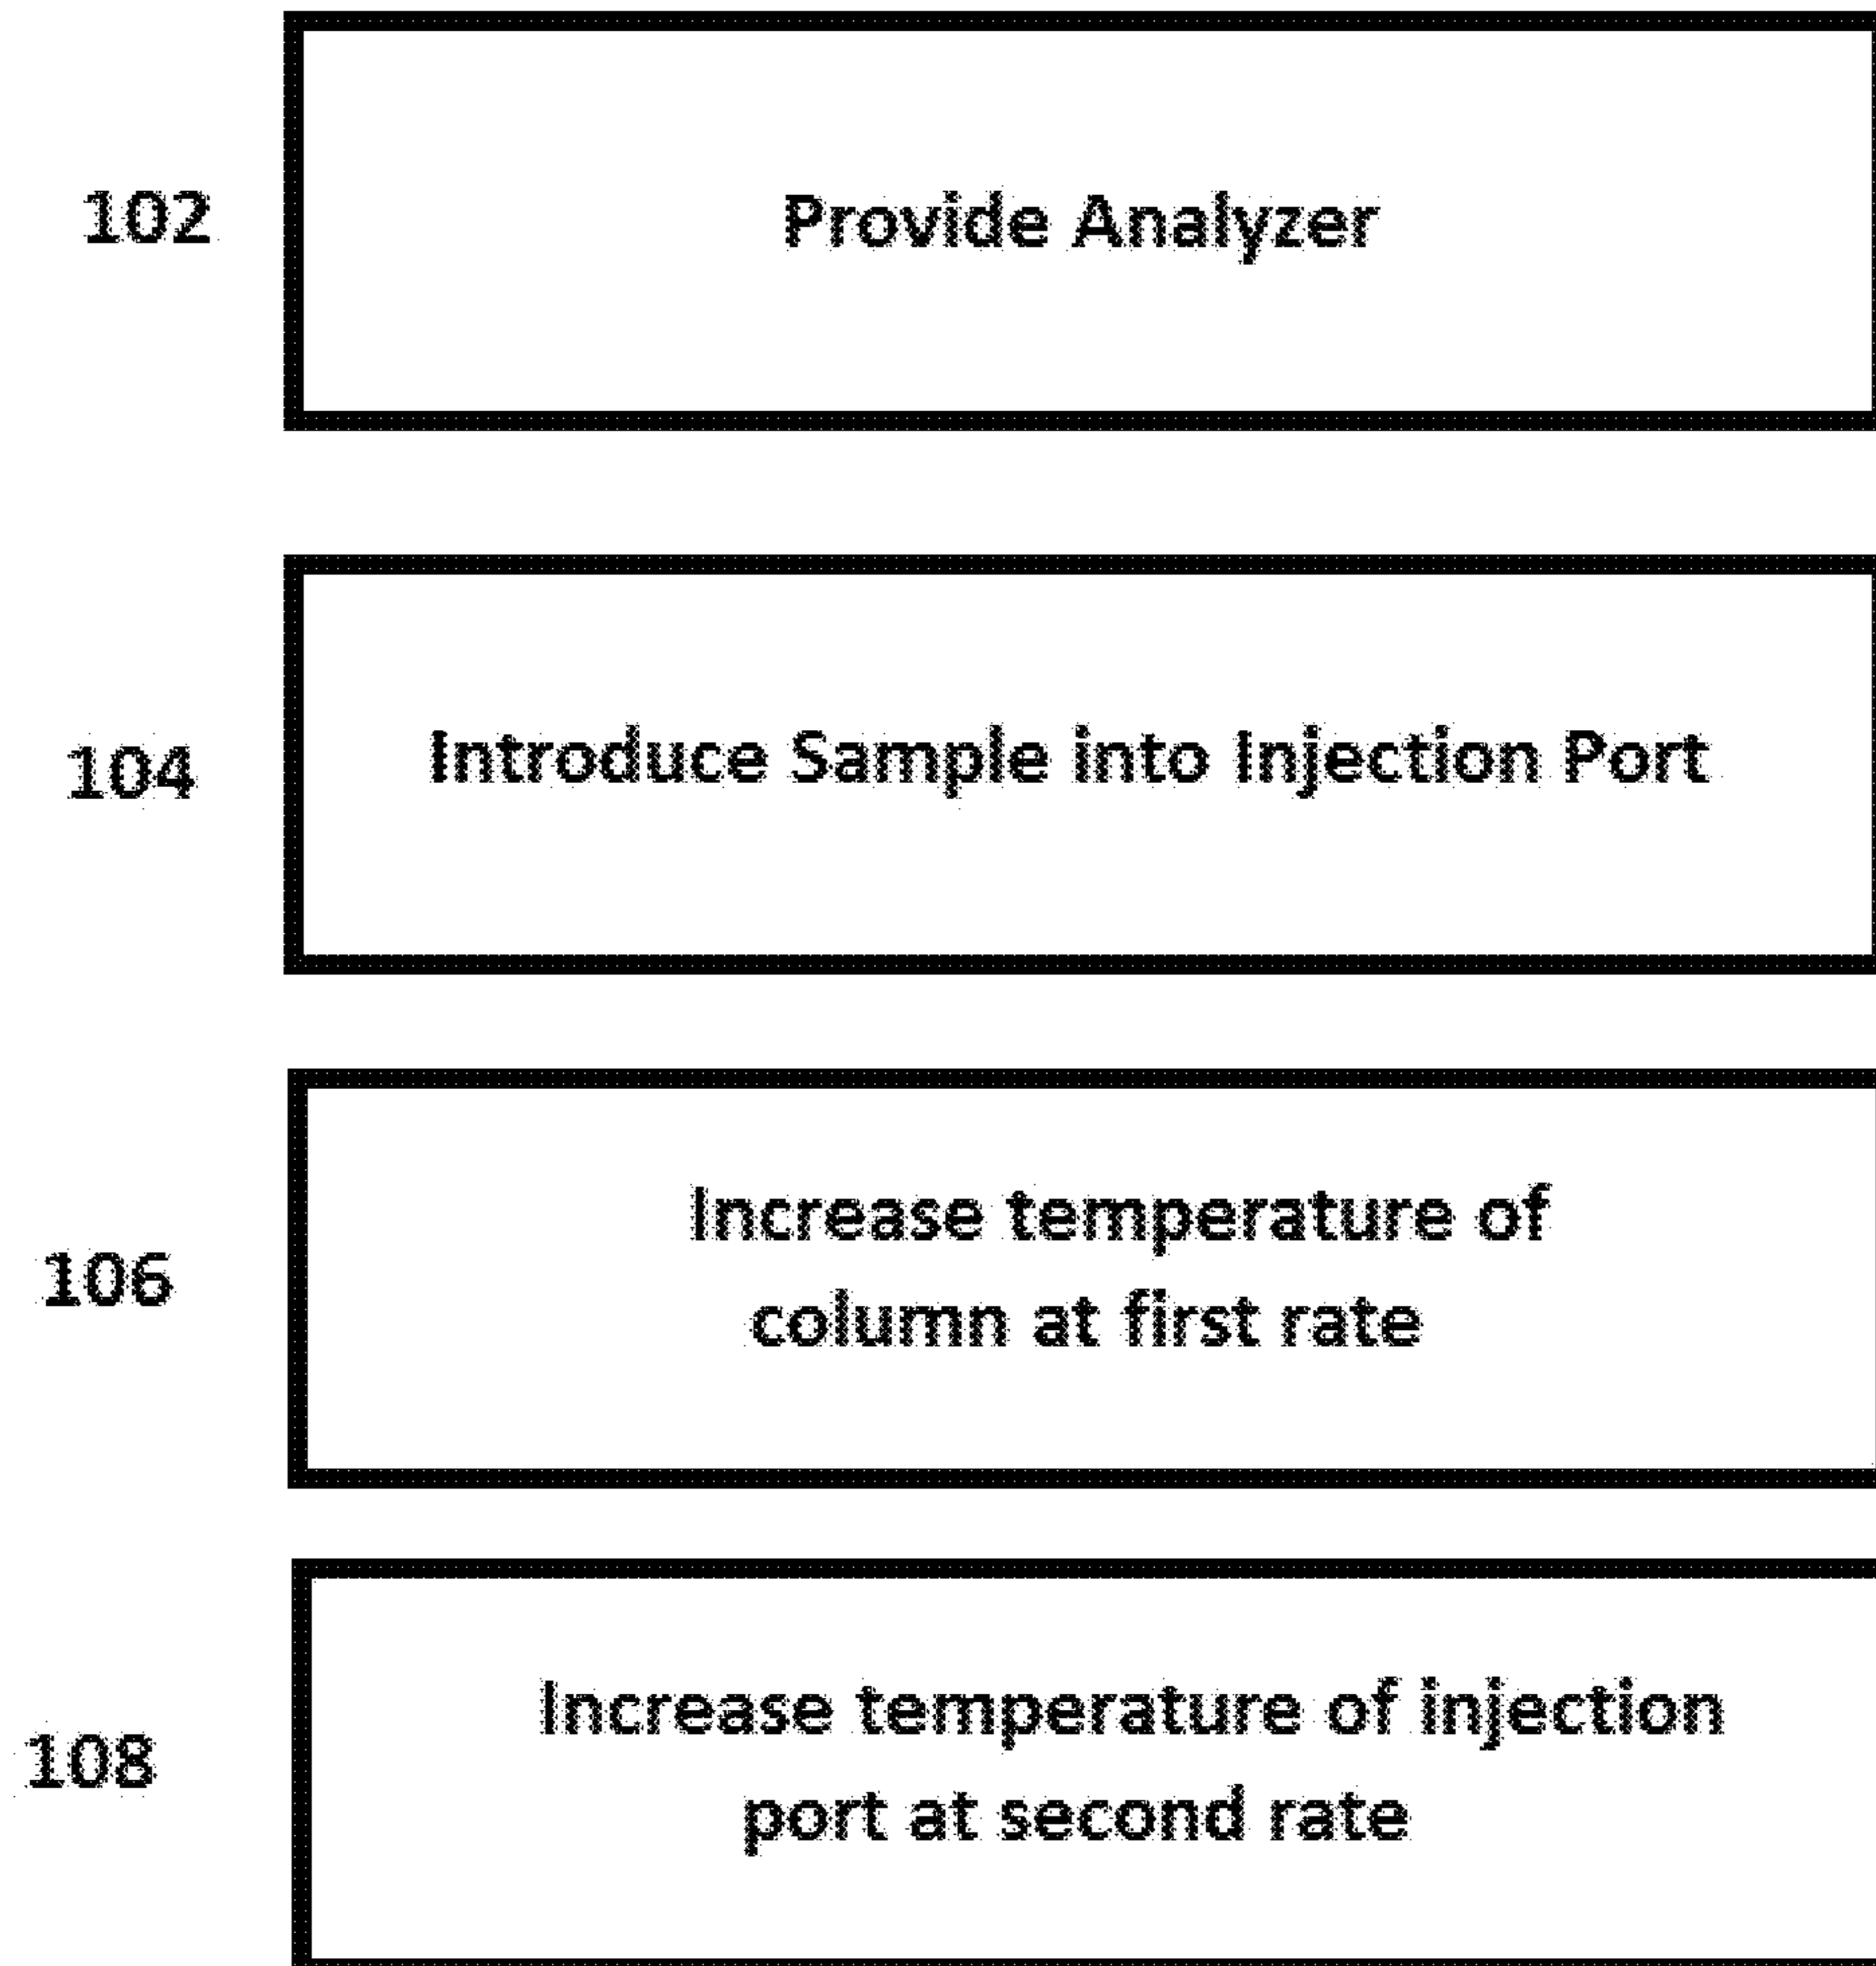 102
Provide Analyzer
104
Introduce Sample into Injection Port
106
Increase temperature of
column at first rate
108
Increase temperature of injection
port at second rate